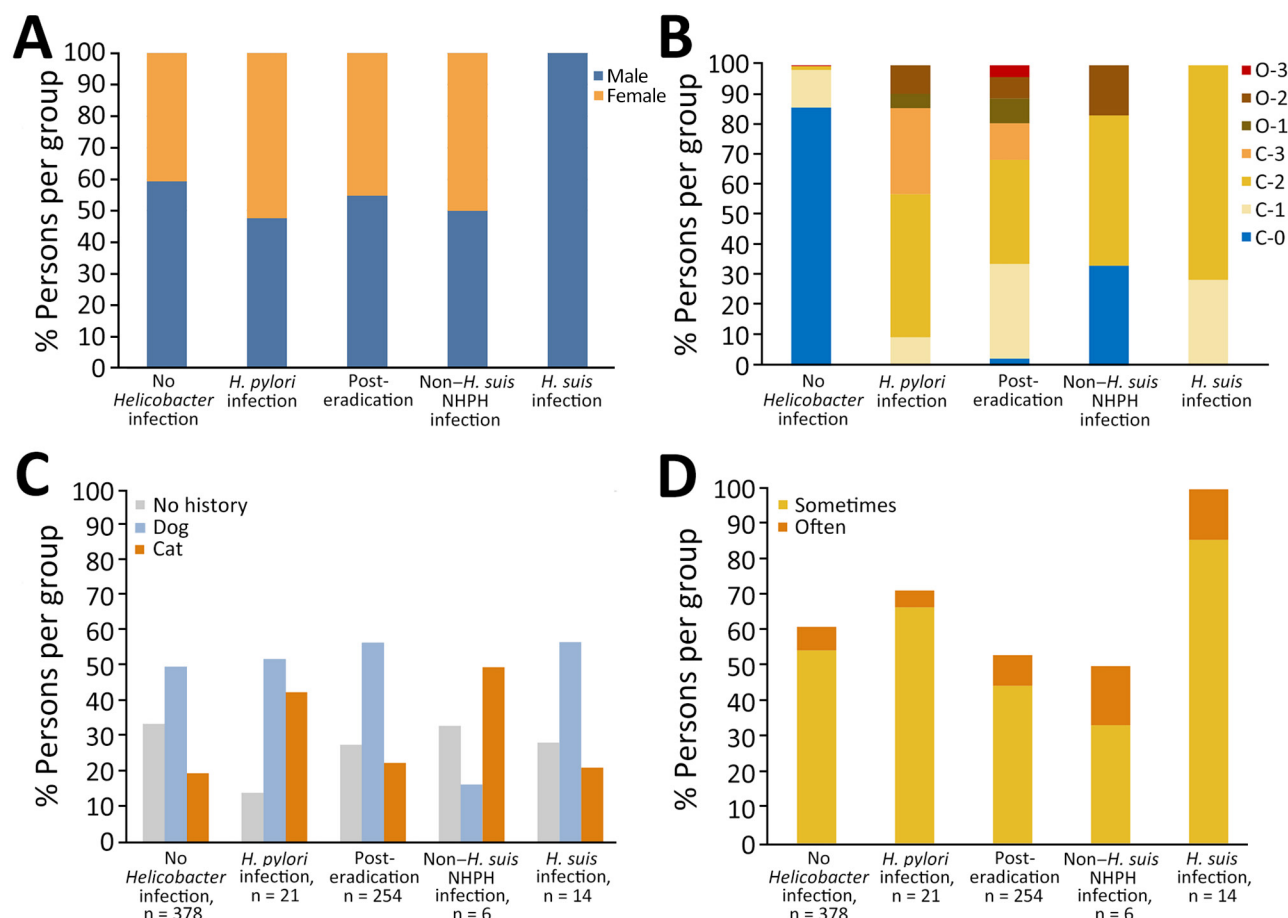 A
% Persons per group
100
90
80
70
60
50
40
30
20
10
0
Male
Female
No
Helicobacter
infection
H. pylori
infection
Post-
eradication
Non–H. suis
NHPH
infection
H. suis
infection
B
% Persons per group
100
90
80
70
60
50
40
30
20
10
0
O-3
O-2
O-1
C-3
C-2
C-1
C-0
No
Helicobacter
infection
H. pylori
infection
Post-
eradication
Non–H. suis
NHPH
infection
H. suis
infection
C
% Persons per group
100
90
80
70
60
50
40
30
20
10
0
No history
Dog
Cat
No
Helicobacter
infection,
n = 378
H. pylori
infection,
n = 21
Post-
eradication
n = 254
Non–H. suis
NHPH
infection,
n = 6
H. suis
infection,
n = 14
D
% Persons per group
100
90
80
70
60
50
40
30
20
10
0
Sometimes
Often
No
Helicobacter
infection,
n = 378
H. pylori
infection,
n = 21
Post-
eradication
n = 254
Non–H. suis
NHPH
infection,
n = 6
H. suis
infection,
n = 14